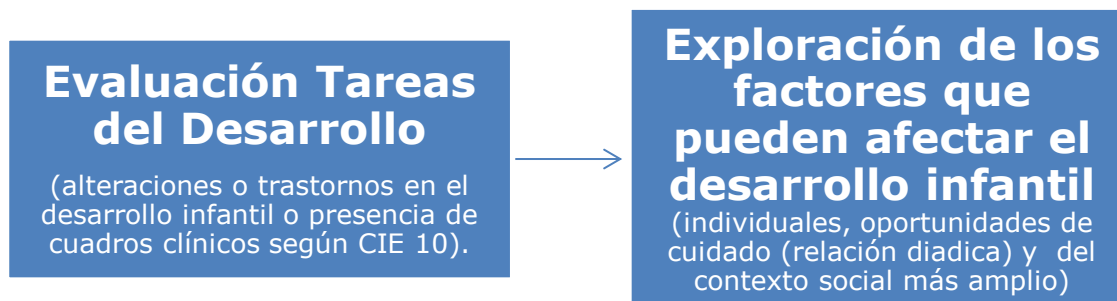 Evaluación Tareas
del Desarrollo
(alteraciones o trastornos en el
desarrollo infantil o presencia de
cuadros clínicos según CIE 10).
Exploración de los
factores que
pueden afectar el
desarrollo infantil
(individuales, oportunidades de
cuidado (relación diadica) y del
contexto social más amplio)